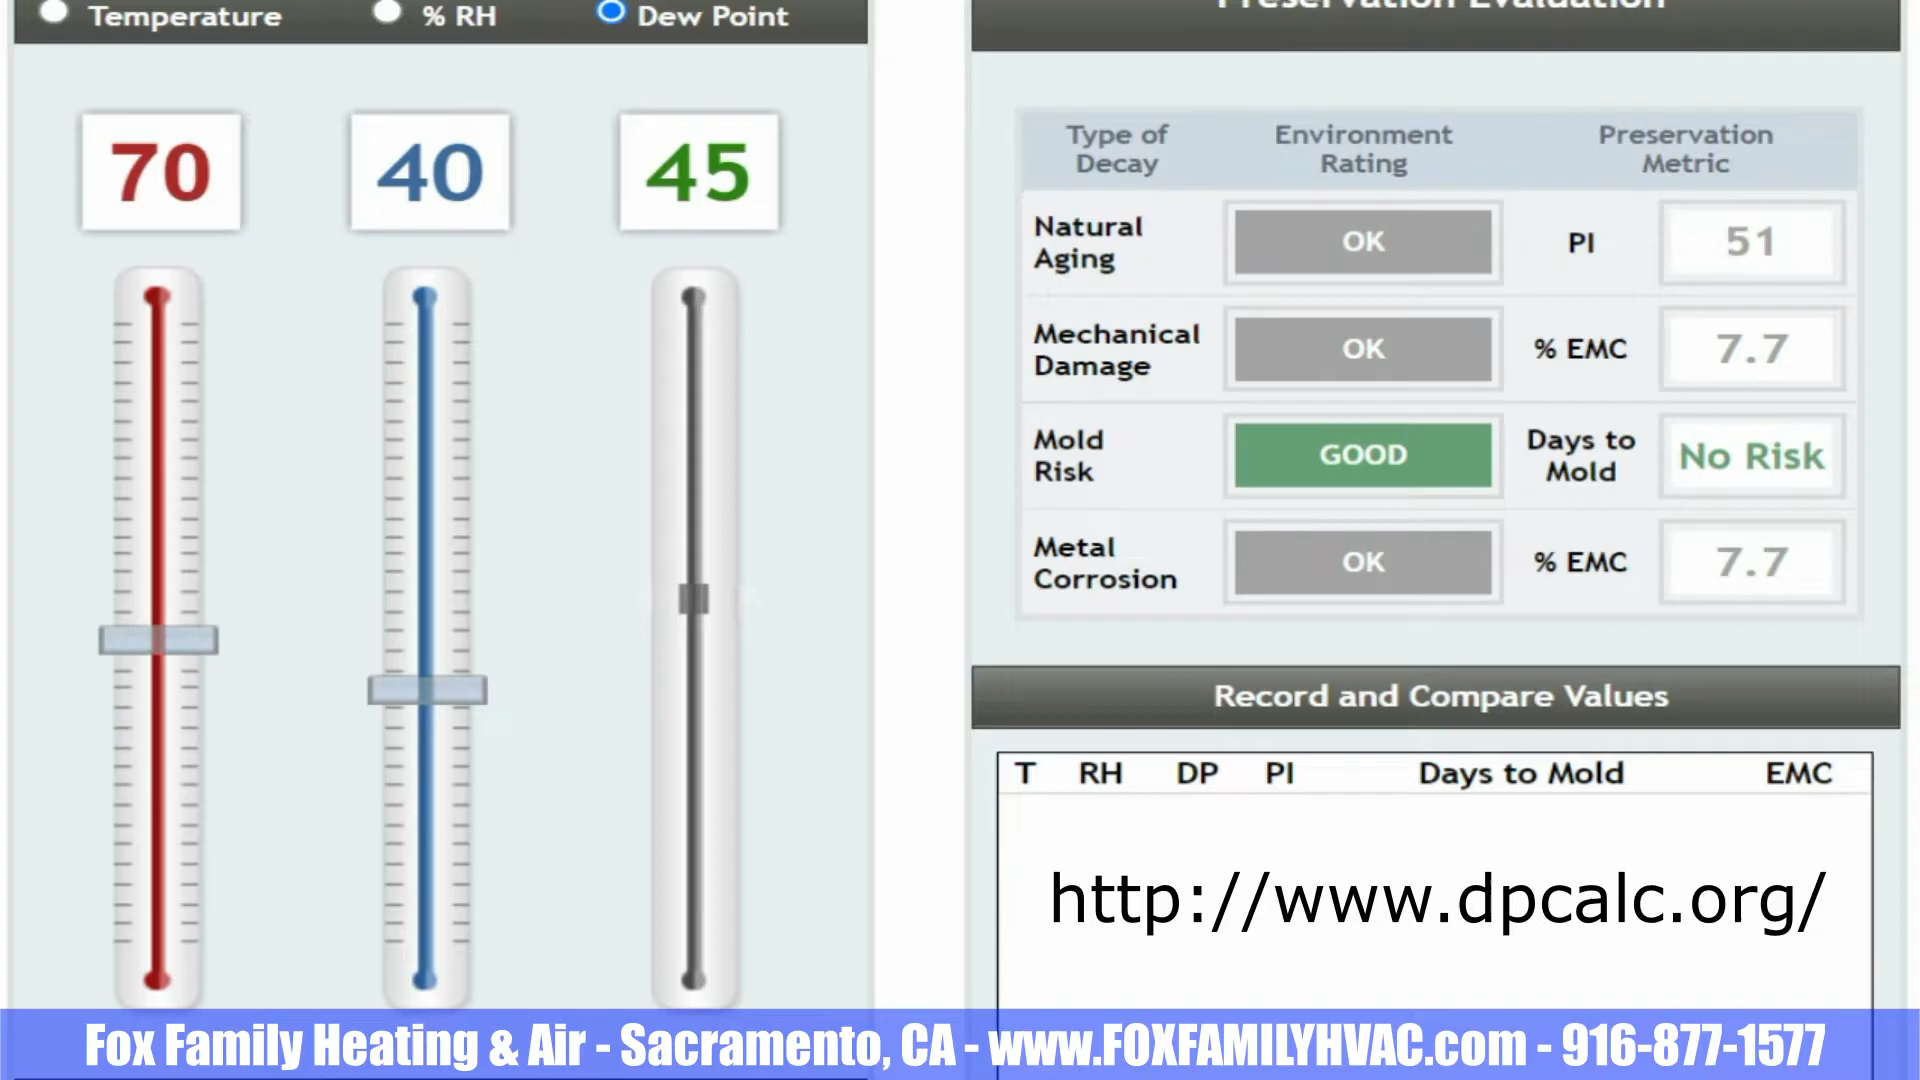 Temperature % RH Dew Point
70 40 45
Preservation Evaluation
Type of Decay Environment Rating Preservation Metric
Natural Aging OK PI 51
Mechanical Damage OK % EMC 7.7
Mold Risk GOOD Days to Mold No Risk
Metal Corrosion OK % EMC 7.7
Record and Compare Values
T RH DP PI Days to Mold EMC
http://www.dpcalc.org/
Fox Family Heating & Air - Sacramento, CA - www.FOXFAMILYHVAC.com - 916-877-1577